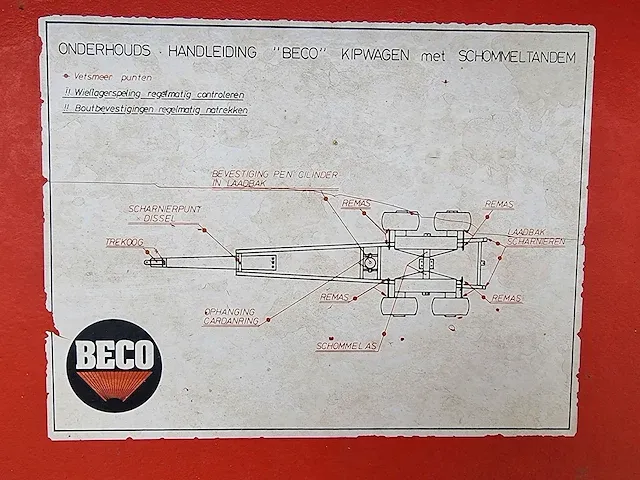 ONDERHOUDS - HANDLEIDING "BECO" KIPWAGEN met SCHOMMELTANDEM
Vetsmeer punten
!! Wiellagerspeling regelmatig controleren
!! Boutbevestigingen regelmatig natrekken
BEVESTIGING PEN CILINDER
IN LAADBAK
REMAS
REMAS
SCHARNIERPUNT
DISSEL
LAADBAK
SCHARNIEREN
TREKOOG
REMAS
REMAS
OPHANGING
CARDANRING
SCHOMMEL AS
BECO